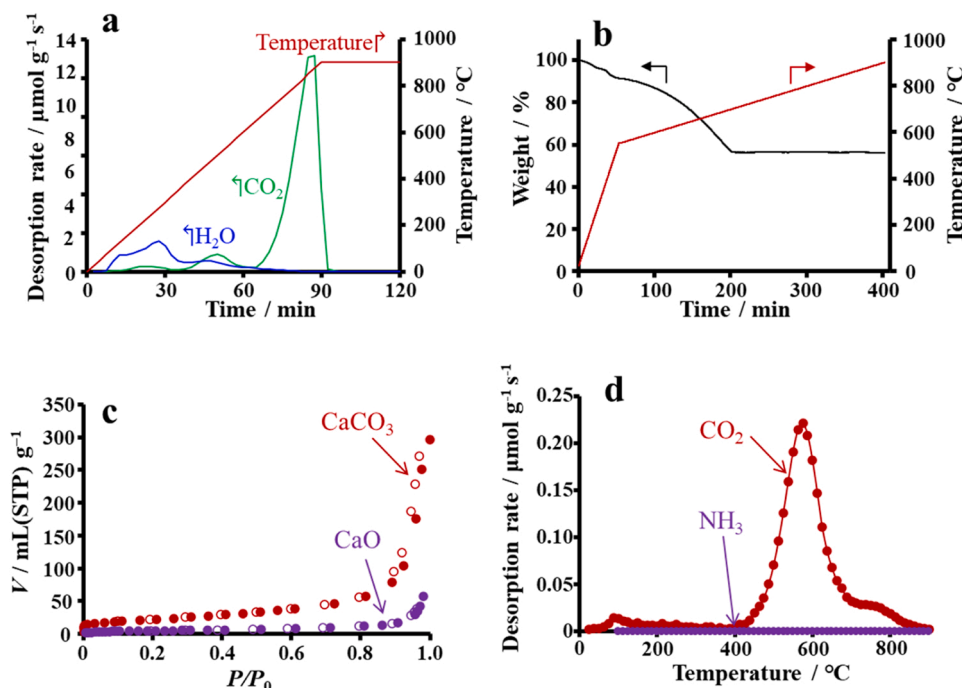 a
Desorption rate / μmol g⁻¹ s⁻¹
14
12
10
8
6
4
2
0
0 30 60 90 120
Time / min
1000
800
600
400
200
0
Temperature / °C
Temperature↱
↰CO₂
↰H₂O
b
Weight / %
100
80
60
40
20
0
0 100 200 300 400
Time / min
1000
800
600
400
200
0
Temperature / °C
c
V / mL(STP) g⁻¹
350
300
250
200
150
100
50
0
0 0.2 0.4 0.6 0.8 1.0
P/P₀
CaCO₃
CaO
d
Desorption rate / μmol g⁻¹ s⁻¹
0.25
0.20
0.15
0.10
0.05
0
0 200 400 600 800
Temperature / °C
CO₂
NH₃